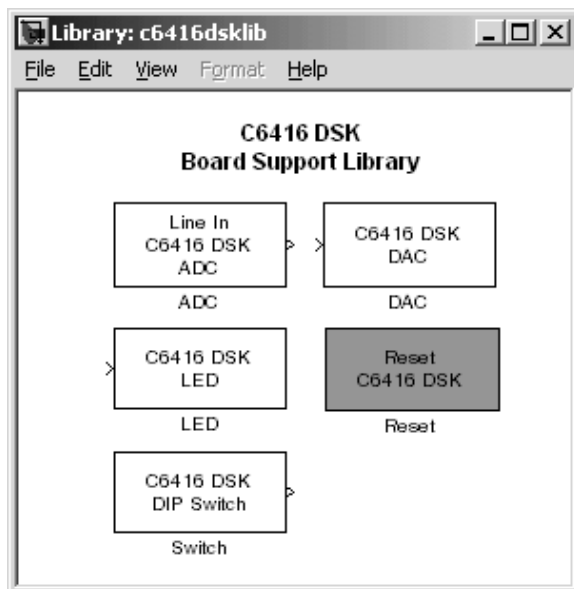 Library: c6416dsklib
File Edit View Format Help
C6416 DSK
Board Support Library
Line In
C6416 DSK
ADC
ADC
C6416 DSK
DAC
DAC
C6416 DSK
LED
LED
Reset
C6416 DSK
Reset
C6416 DSK
DIP Switch
Switch